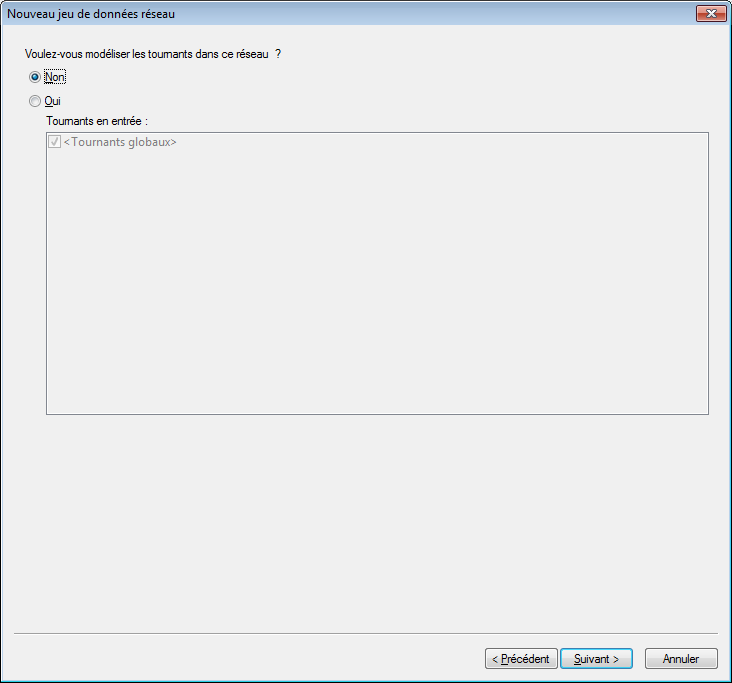 Nouveau jeu de données réseau
Voulez-vous modéliser les tournants dans ce réseau ?
Non
Oui
Tournants en entrée :
<Tournants globaux>
< Précédent
Suivant >
Annuler